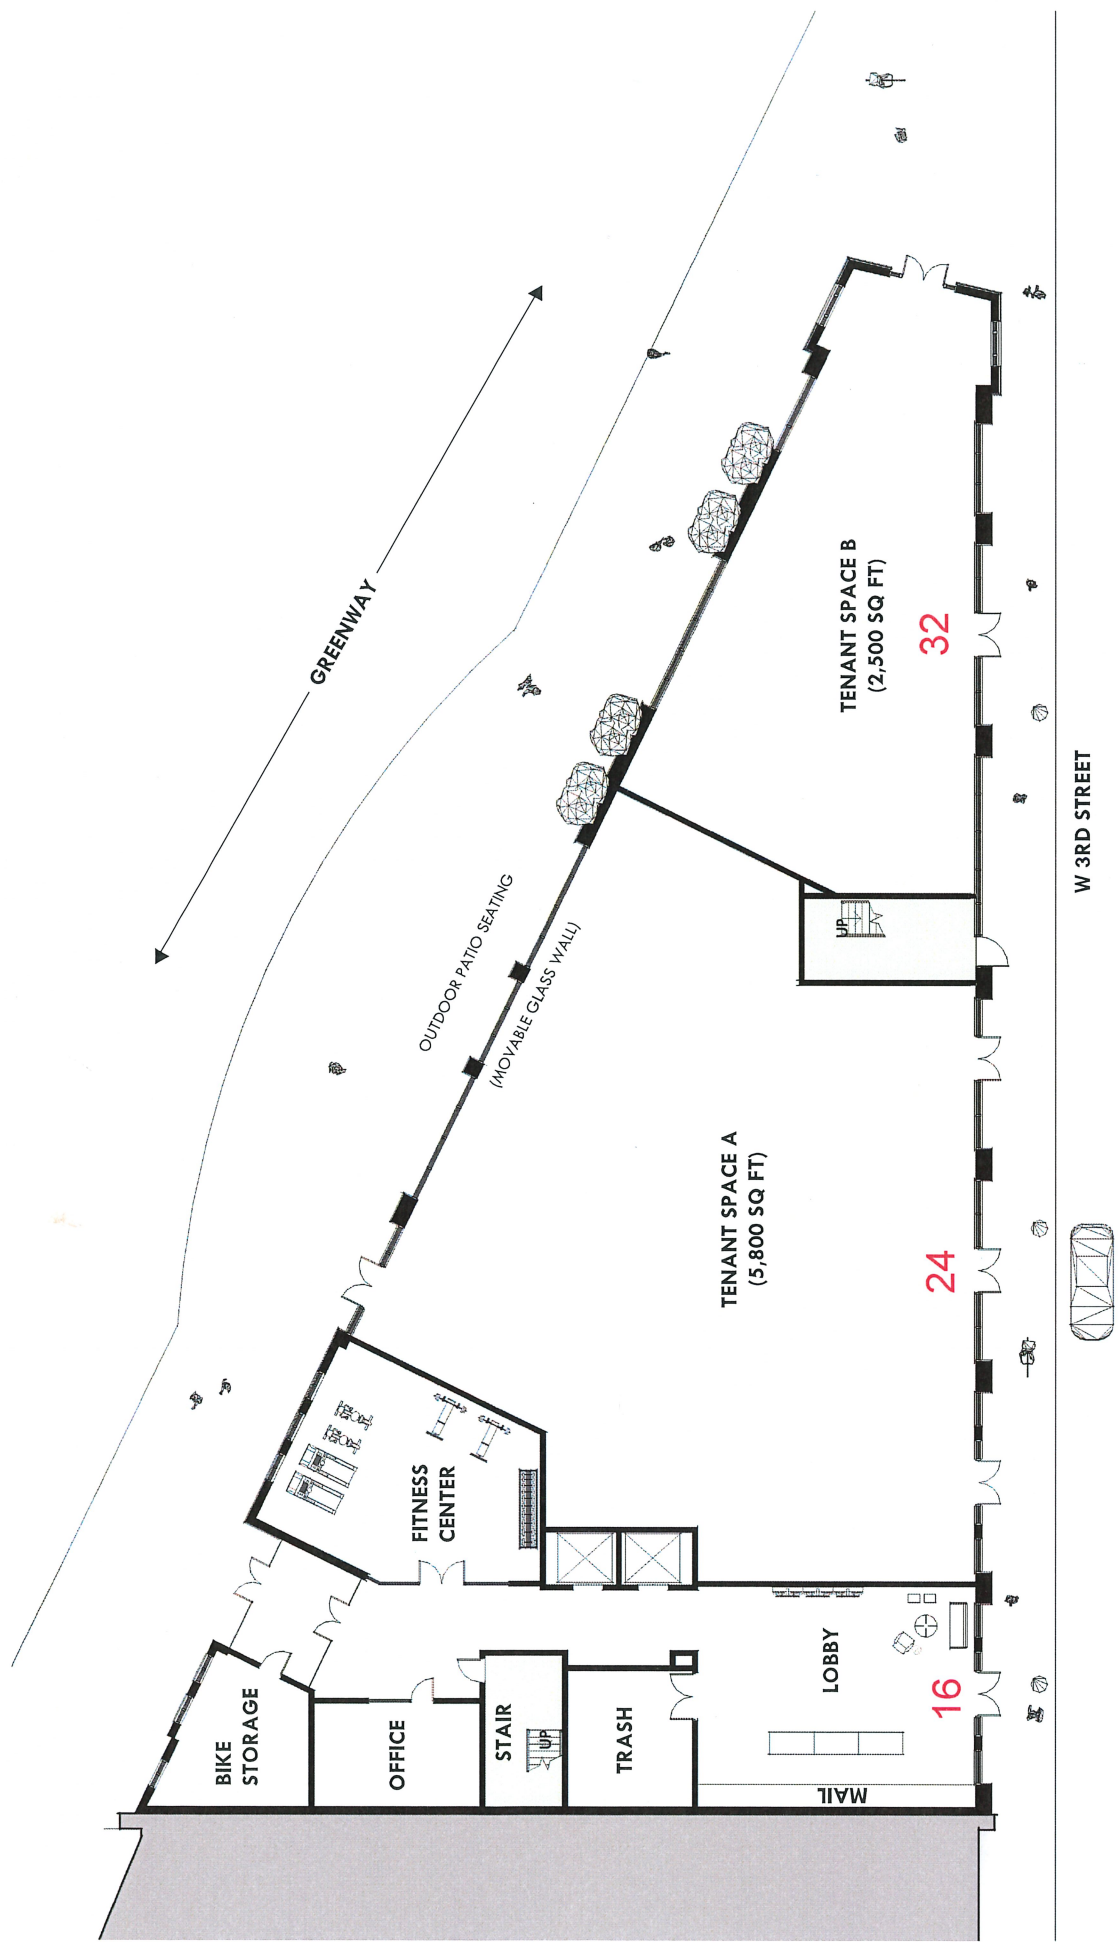 GREENWAY
OUTDOOR PATIO SEATING
(MOVABLE GLASS WALL)
TENANT SPACE B
(2,500 SQ FT)
32
UP
W 3RD STREET
TENANT SPACE A
(5,800 SQ FT)
24
FITNESS
CENTER
BIKE
STORAGE
OFFICE
STAIR
UP
TRASH
LOBBY
16
MAIL